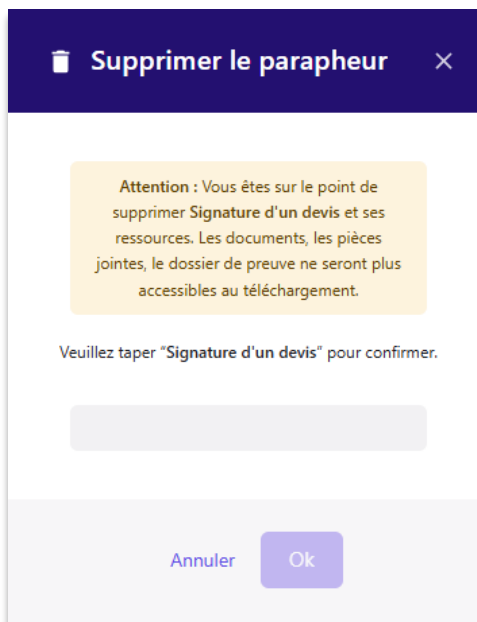 Supprimer le parapheur
Attention : Vous êtes sur le point de
supprimer Signature d'un devis et ses
ressources. Les documents, les pièces
jointes, le dossier de preuve ne seront plus
accessibles au téléchargement.
Veuillez taper “Signature d'un devis” pour confirmer.
Annuler
Ok